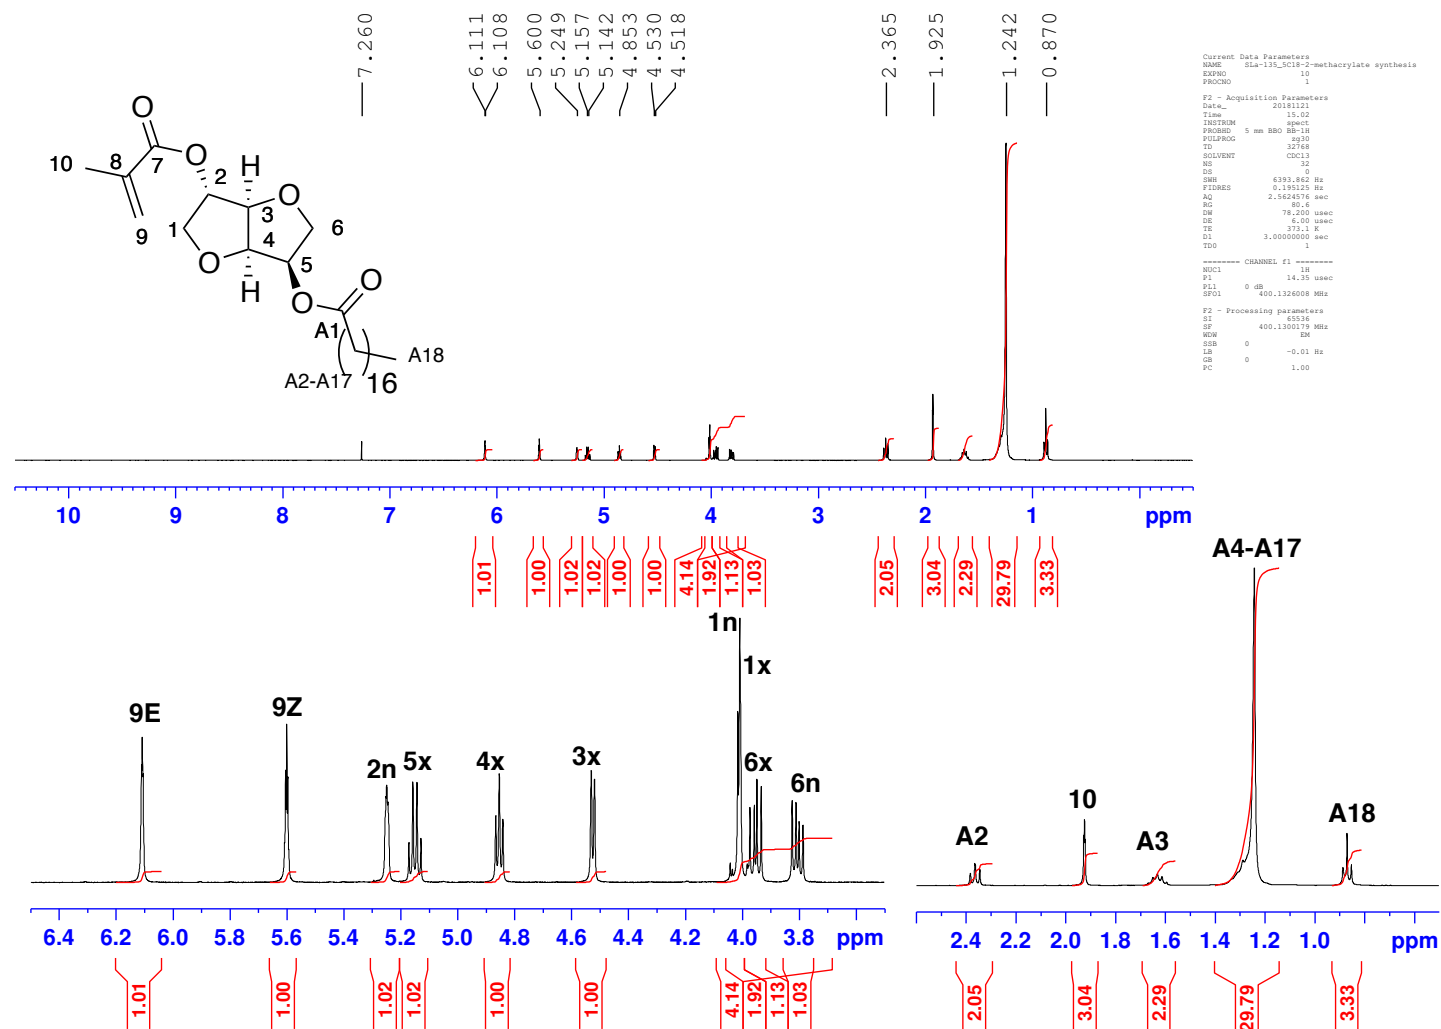 7.260
6.111
6.108
5.600
5.249
5.157
5.142
4.853
4.530
4.518
2.365
1.925
1.242
0.870
Current Data Parameters
NAME SLa-135_5C18-2-methacrylate synthesis
EXPNO 10
PROCNO 1
F2 - Acquisition Parameters
Date_ 20181121
Time 15.02
INSTRUM spect
PROBHD 5 mm BBO BB-1H
PULPROG zg30
TD 32768
SOLVENT CDCl3
NS 32
DS 0
SWH 6393.862 Hz
FIDRES 0.195125 Hz
AQ 2.5624576 sec
RG 80.6
DW 78.200 usec
DE 6.00 usec
TE 373.1 K
D1 3.00000000 sec
TD0 1
======== CHANNEL f1 ========
NUC1 1H
P1 14.35 usec
PL1 0 dB
SFO1 400.1326008 MHz
F2 - Processing parameters
SI 65536
SF 400.1300179 MHz
WDW EM
SSB 0
LB -0.01 Hz
GB 0
PC 1.00
O
10 8 7 O
2 H
O
9 1 3 6
4
O 5
H
O O
A1
A18
A2-A17 16
10 9 8 7 6 5 4 3 2 1 ppm
1.01 1.00 1.02 1.02 1.00 1.00 4.14 1.92 1.13 1.03 2.05 3.04 2.29 29.79 3.33
9E 9Z 2n 5x 4x 3x 1n 1x 6x 6n
6.4 6.2 6.0 5.8 5.6 5.4 5.2 5.0 4.8 4.6 4.4 4.2 4.0 3.8 ppm
1.01 1.00 1.02 1.02 1.00 1.00 4.14 1.92 1.13 1.03
A2 10 A3 A4-A17 A18
2.4 2.2 2.0 1.8 1.6 1.4 1.2 1.0 ppm
2.05 3.04 2.29 29.79 3.33